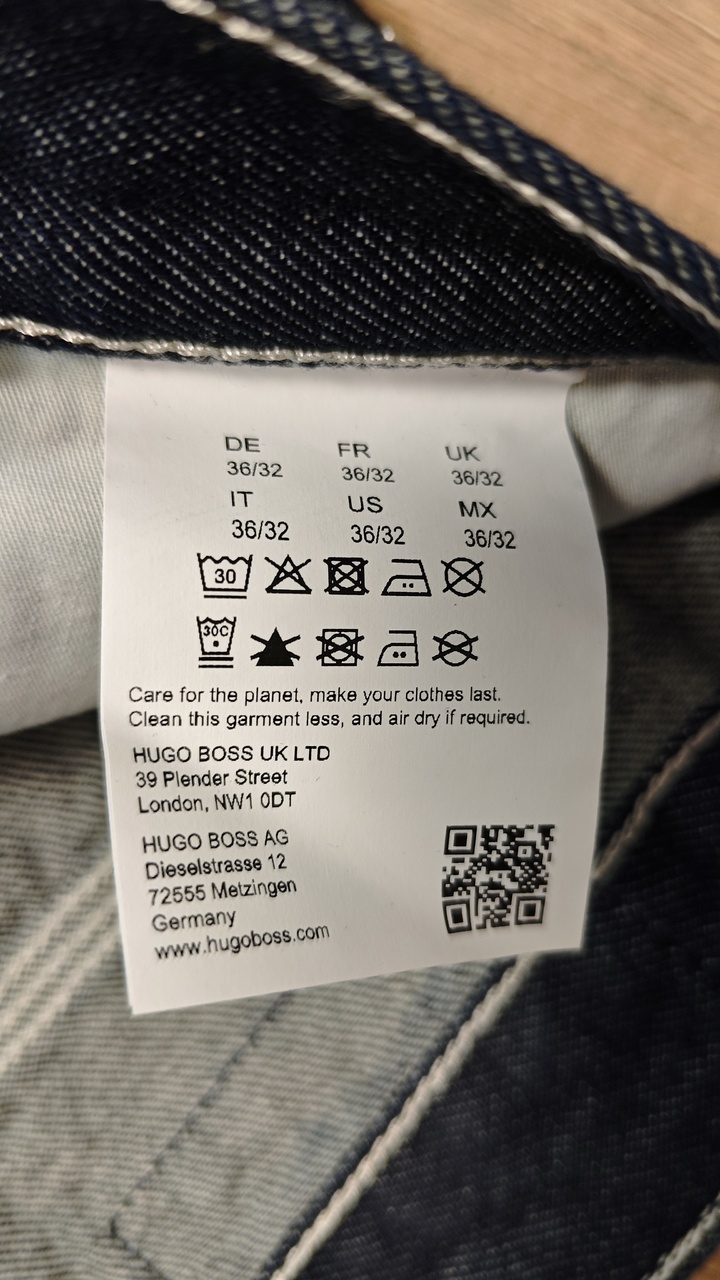 DE FR UK
36/32 36/32 36/32
IT US MX
36/32 36/32 36/32
30
30C
Care for the planet, make your clothes last.
Clean this garment less, and air dry if required.
HUGO BOSS UK LTD
39 Plender Street
London, NW1 0DT
HUGO BOSS AG
Dieselstrasse 12
72555 Metzingen
Germany
www.hugoboss.com